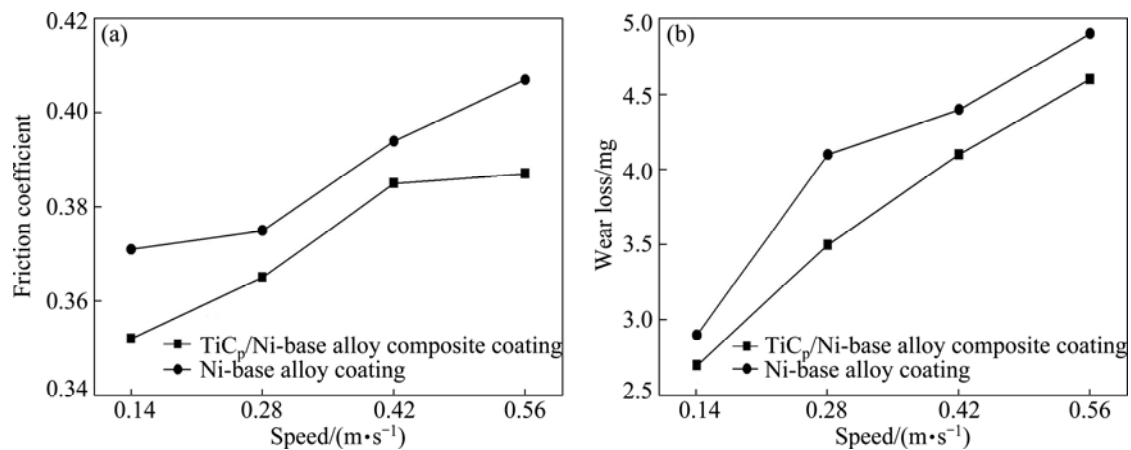 (a)
0.42
0.40
0.38
0.36
0.34
Friction coefficient
TiCp/Ni-base alloy composite coating
Ni-base alloy coating
0.14 0.28 0.42 0.56
Speed/(m·s⁻¹)
(b)
5.0
4.5
4.0
3.5
3.0
2.5
Wear loss/mg
TiCp/Ni-base alloy composite coating
Ni-base alloy coating
0.14 0.28 0.42 0.56
Speed/(m·s⁻¹)